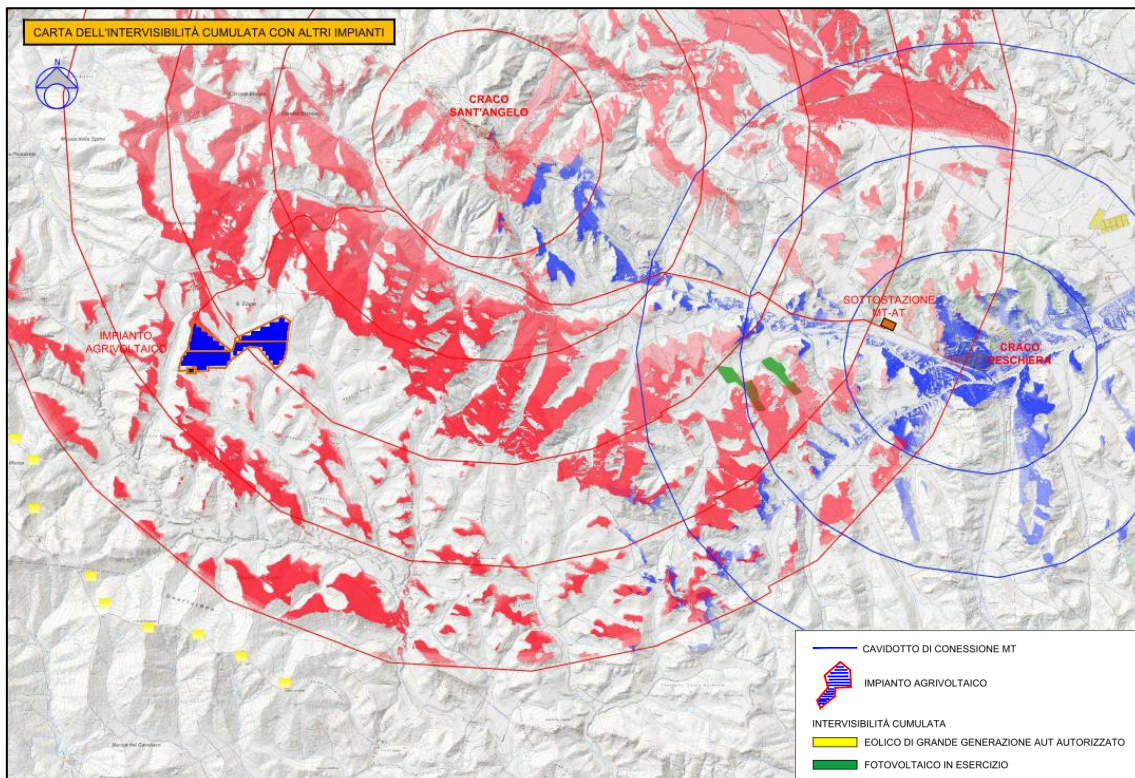 CARTA DELL'INTERVISIBILITÀ CUMULATA CON ALTRI IMPIANTI
N
CRACO
SANT'ANGELO
IMPIANTO
AGRIVOLTAICO
SOTTOSTAZIONE
MT-AT
CRACO
PESCHIERA
CAVIDOTTO DI CONESSIONE MT
IMPIANTO AGRIVOLTAICO
INTERVISIBILITÀ CUMULATA
EOLICO DI GRANDE GENERAZIONE AUT AUTORIZZATO
FOTOVOLTAICO IN ESERCIZIO